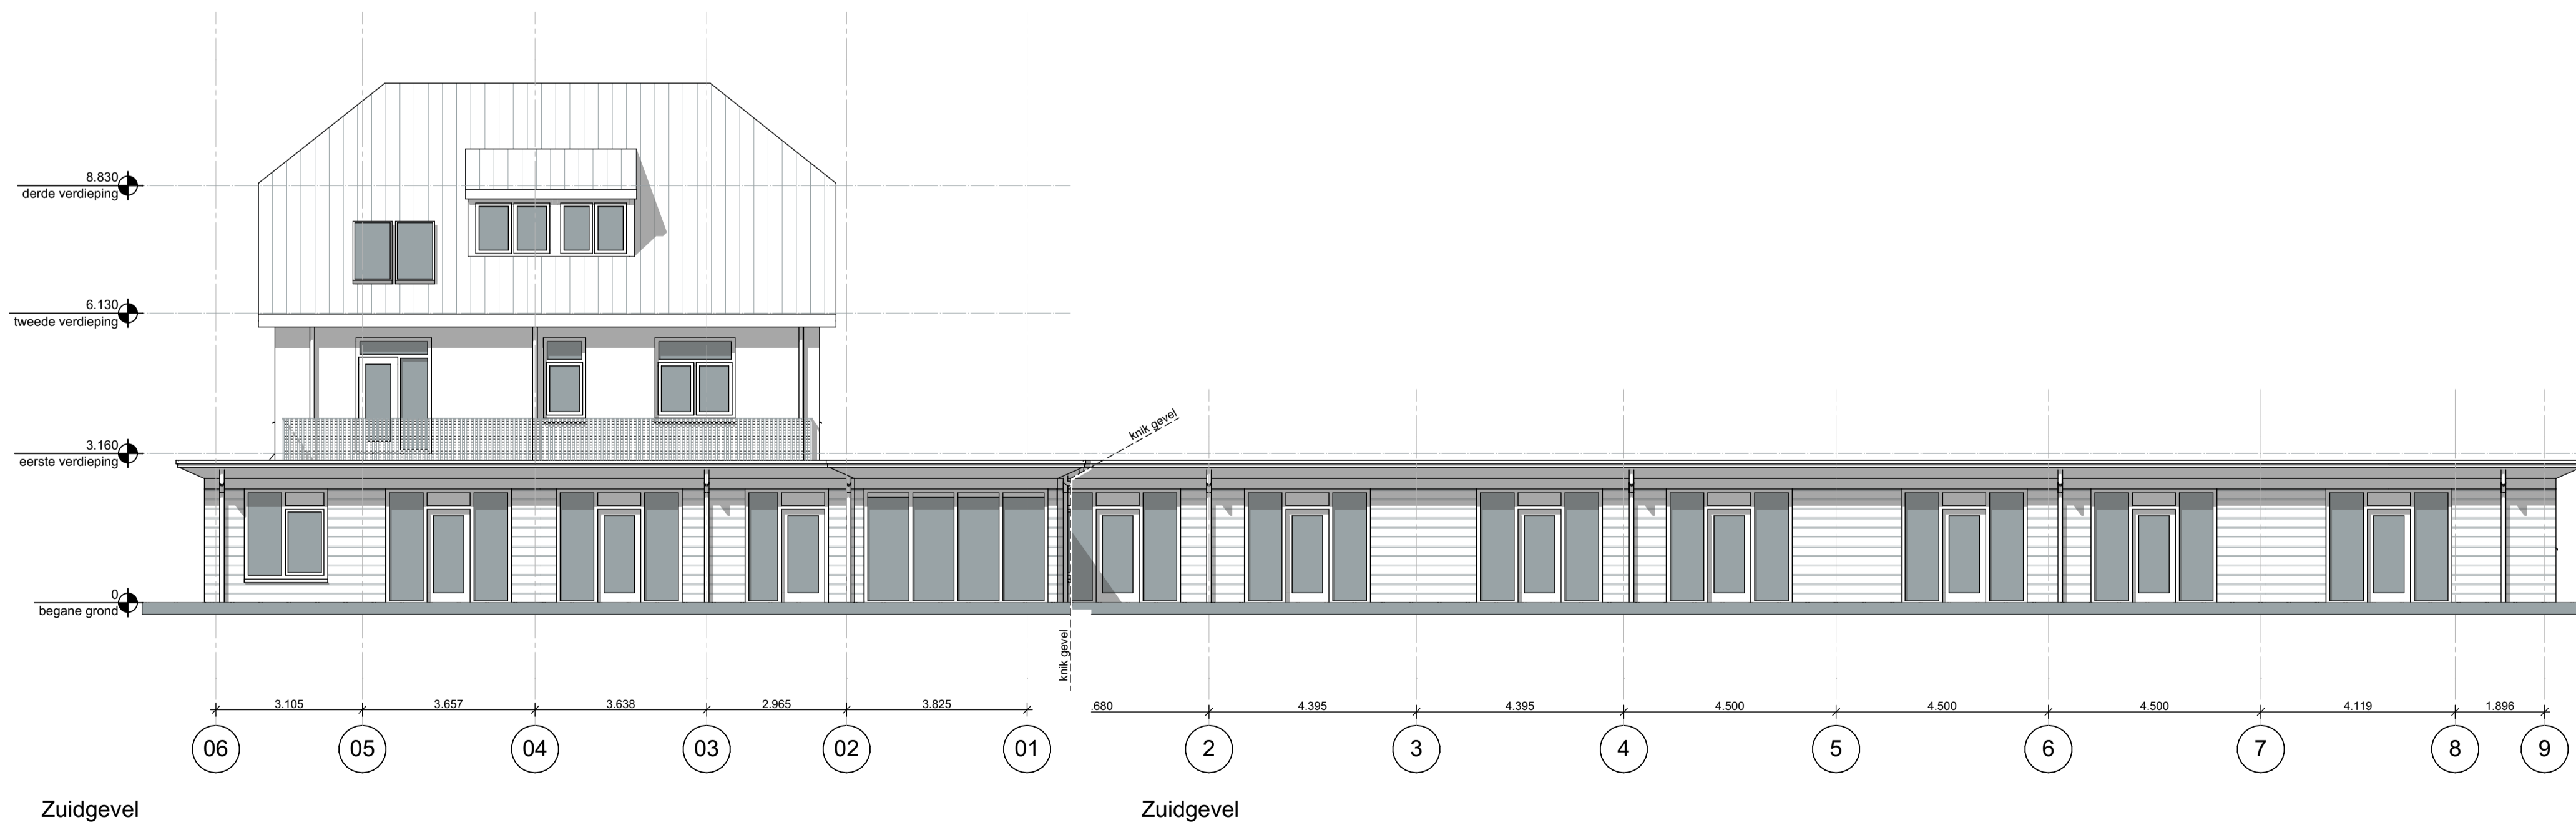 8.830
derde verdieping
6.130
tweede verdieping
3.160
eerste verdieping
0
begane grond
knik gevel
knik gevel
3.105 3.657 3.638 2.965 3.825
.680 4.395 4.395 4.500 4.500 4.500 4.119 1.896
06 05 04 03 02 01 2 3 4 5 6 7 8 9
Zuidgevel Zuidgevel